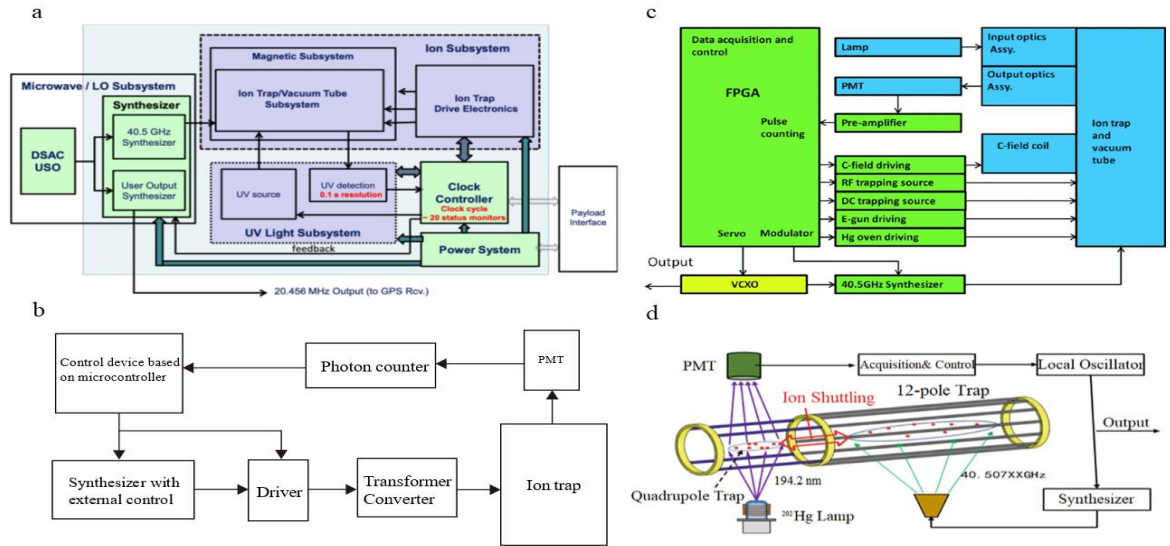 a
Ion Subsystem
Magnetic Subsystem
Microwave / LO Subsystem
Synthesizer
Ion Trap/Vacuum Tube
Subsystem
Ion Trap
Drive Electronics
40.5 GHz
Synthesizer
DSAC
USO
User Output
Synthesizer
UV source
UV detection
0.1 s resolution
Clock
Controller
Clock cycle
~ 20 status monitors
Payload
Interface
UV Light Subsystem
feedback
Power System
20.456 MHz Output (to GPS Rcv.)
b
Control device based
on microcontroller
Photon counter
PMT
Synthesizer with
external control
Driver
Transformer
Converter
Ion trap
c
Data acquisition and
control
FPGA
Pulse
counting
Lamp
PMT
Pre-amplifier
Input optics
Assy.
Output optics
Assy.
C-field coil
Ion trap
and
vacuum
tube
C-field driving
RF trapping source
DC trapping source
E-gun driving
Hg oven driving
Servo Modulator
Output
VCXO
40.5GHz Synthesizer
d
PMT
Acquisition& Control
Local Oscillator
12-pole Trap
Ion Shuttling
Output
Quadrupole Trap
194.2 nm
40.507XXGHz
Synthesizer
202Hg Lamp